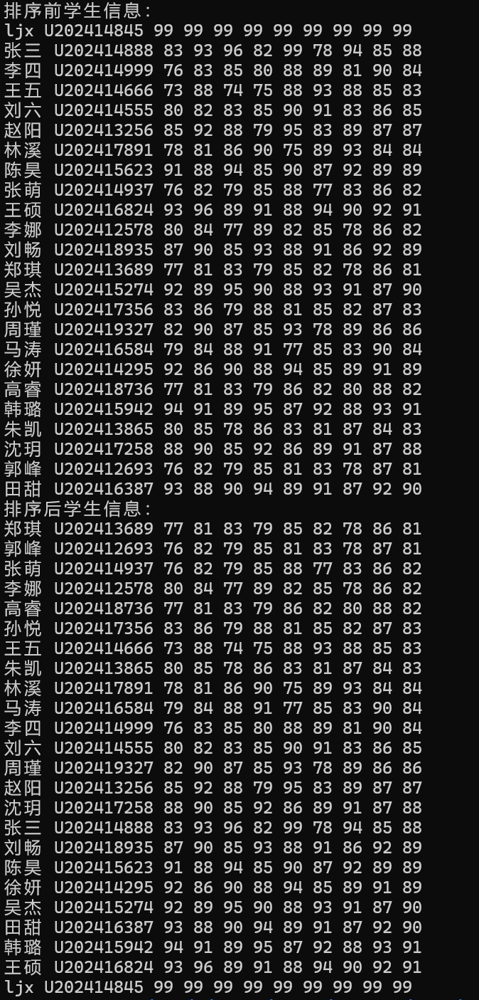 排序前学生信息:
ljx U202414845 99 99 99 99 99 99 99 99 99
张三 U202414888 83 93 96 82 99 78 94 85 88
李四 U202414999 76 83 85 80 88 89 81 90 84
王五 U202414666 73 88 74 75 88 93 88 85 83
刘六 U202414555 80 82 83 85 90 91 83 86 85
赵阳 U202413256 85 92 88 79 95 83 89 87 87
林溪 U202417891 78 81 86 90 75 89 93 84 84
陈昊 U202415623 91 88 94 85 90 87 92 89 89
张萌 U202414937 76 82 79 85 88 77 83 86 82
王硕 U202416824 93 96 89 91 88 94 90 92 91
李娜 U202412578 80 84 77 89 82 85 78 86 82
刘畅 U202418935 87 90 85 93 88 91 86 92 89
郑琪 U202413689 77 81 83 79 85 82 78 86 81
吴杰 U202415274 92 89 95 90 88 93 91 87 90
孙悦 U202417356 83 86 79 88 81 85 82 87 83
周瑾 U202419327 82 90 87 85 93 78 89 86 86
马涛 U202416584 79 84 88 91 77 85 83 90 84
徐妍 U202414295 92 86 90 88 94 85 89 91 89
高睿 U202418736 77 81 83 79 86 82 80 88 82
韩璐 U202415942 94 91 89 95 87 92 88 93 91
朱凯 U202413865 80 85 78 86 83 81 87 84 83
沈玥 U202417258 88 90 85 92 86 89 91 87 88
郭峰 U202412693 76 82 79 85 81 83 78 87 81
田甜 U202416387 93 88 90 94 89 91 87 92 90
排序后学生信息:
郑琪 U202413689 77 81 83 79 85 82 78 86 81
郭峰 U202412693 76 82 79 85 81 83 78 87 81
张萌 U202414937 76 82 79 85 88 77 83 86 82
李娜 U202412578 80 84 77 89 82 85 78 86 82
高睿 U202418736 77 81 83 79 86 82 80 88 82
孙悦 U202417356 83 86 79 88 81 85 82 87 83
王五 U202414666 73 88 74 75 88 93 88 85 83
朱凯 U202413865 80 85 78 86 83 81 87 84 83
林溪 U202417891 78 81 86 90 75 89 93 84 84
马涛 U202416584 79 84 88 91 77 85 83 90 84
李四 U202414999 76 83 85 80 88 89 81 90 84
刘六 U202414555 80 82 83 85 90 91 83 86 85
周瑾 U202419327 82 90 87 85 93 78 89 86 86
赵阳 U202413256 85 92 88 79 95 83 89 87 87
沈玥 U202417258 88 90 85 92 86 89 91 87 88
张三 U202414888 83 93 96 82 99 78 94 85 88
刘畅 U202418935 87 90 85 93 88 91 86 92 89
陈昊 U202415623 91 88 94 85 90 87 92 89 89
徐妍 U202414295 92 86 90 88 94 85 89 91 89
吴杰 U202415274 92 89 95 90 88 93 91 87 90
田甜 U202416387 93 88 90 94 89 91 87 92 90
韩璐 U202415942 94 91 89 95 87 92 88 93 91
王硕 U202416824 93 96 89 91 88 94 90 92 91
ljx U202414845 99 99 99 99 99 99 99 99 99